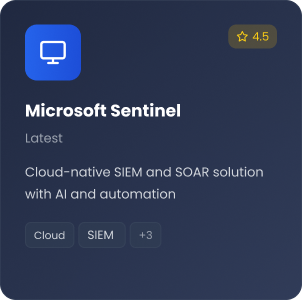 4.5
Microsoft Sentinel
Latest
Cloud-native SIEM and SOAR solution
with AI and automation
Cloud SIEM +3